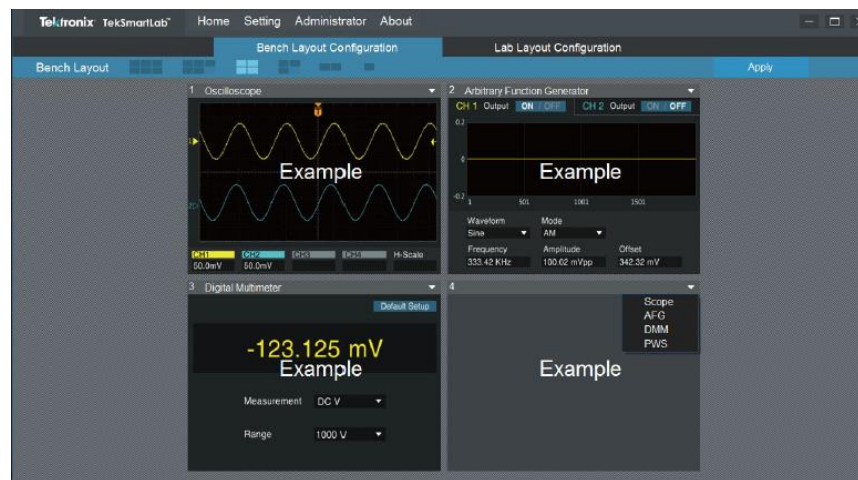 Tektronix TekSmartLab™ Home Setting Administrator About
Bench Layout Configuration Lab Layout Configuration
Bench Layout Apply
1 Oscilloscope
Example
CH1 CH2 CH3 CH4 H-Scale
50.0mV 50.0mV
2 Arbitrary Function Generator
CH 1 Output ON / OFF CH 2 Output ON / OFF
0.2
0
-0.2
1 501 1001 1501
Example
Waveform Mode
Sine AM
Frequency Amplitude Offset
333.42 KHz 100.02 mVpp 342.32 mV
3 Digital Multimeter
Default Setup
-123.125 mV
Example
Measurement DC V
Range 1000 V
4
Scope
AFG
DMM
PWS
Example